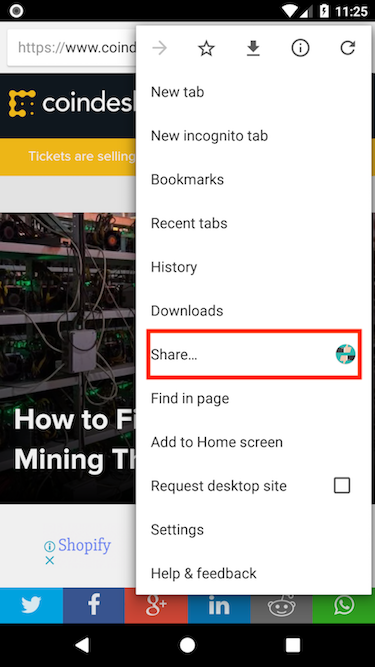 11:25
https://www.coind
coindes
Tickets are selling
How to Fi
Mining Th
Shopify
New tab
New incognito tab
Bookmarks
Recent tabs
History
Downloads
Share...
Find in page
Add to Home screen
Request desktop site
Settings
Help & feedback